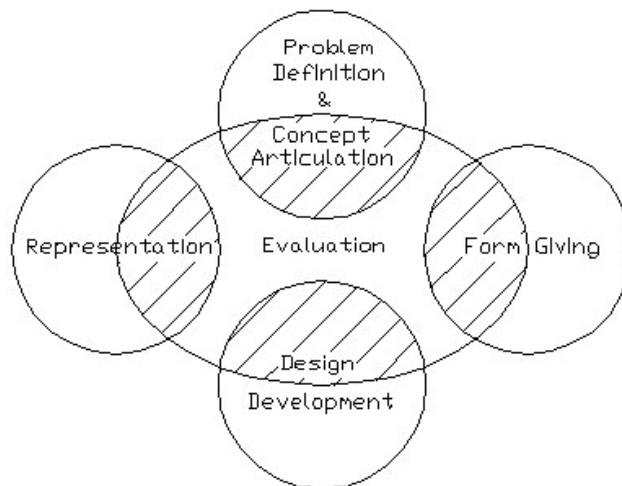 Problem
Definition
&
Concept
Articulation
Representation
Evaluation
Form Giving
Design
Development